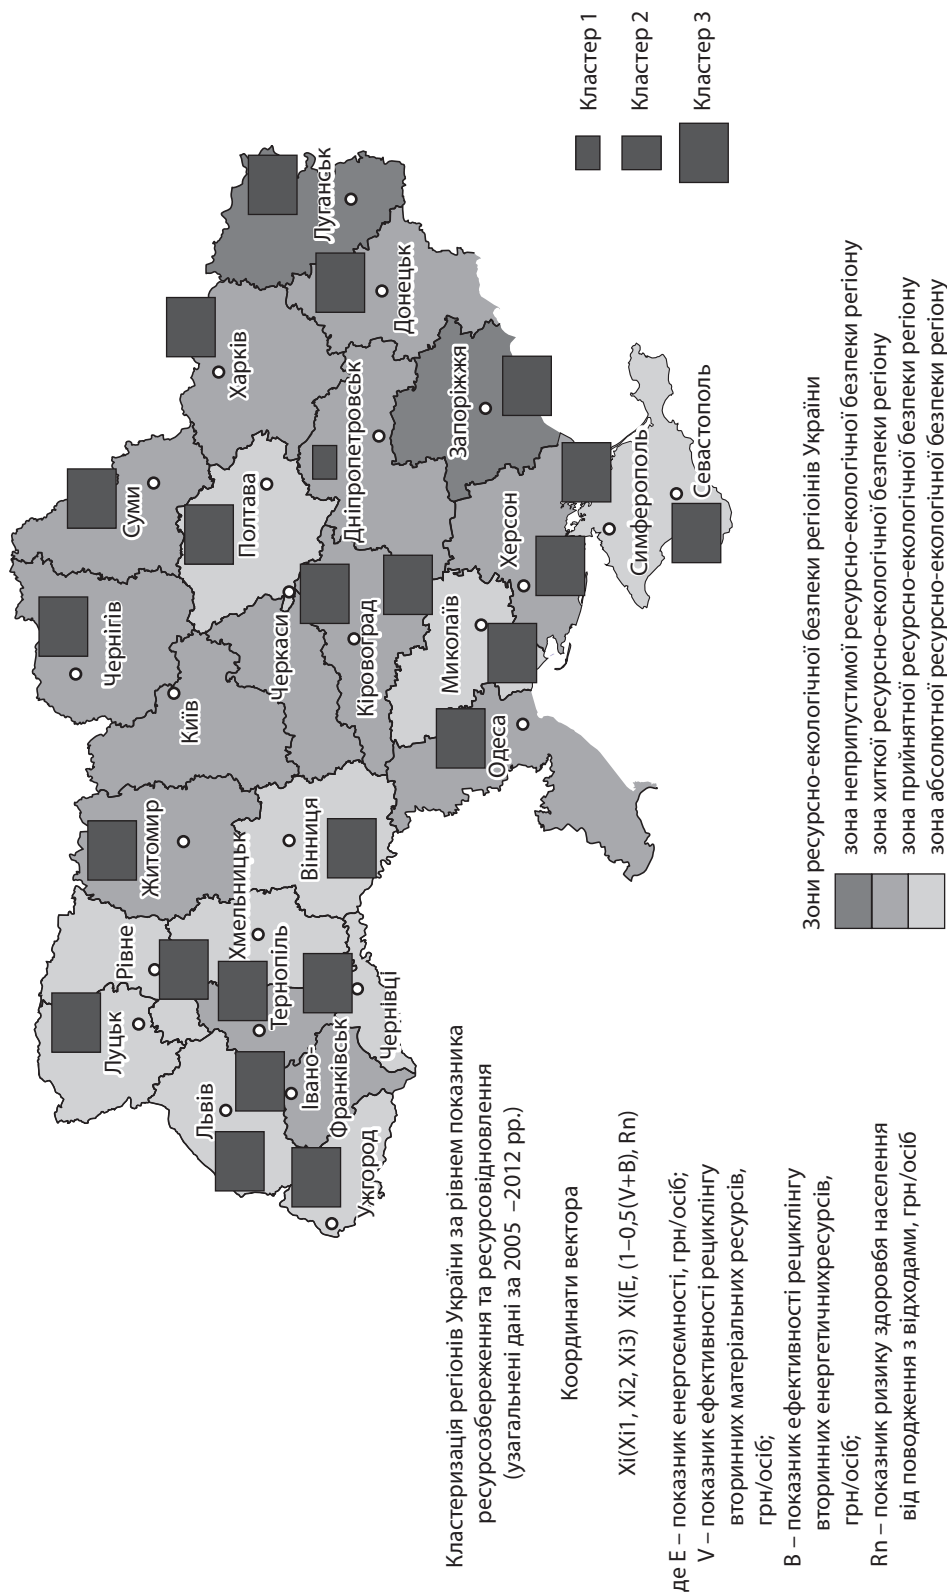 Луцьк
Рівне
Житомир
Київ
Чернігів
Суми
Львів
Тернопіль
Хмельницьк
Вінниця
Черкаси
Полтава
Харків
Луганськ
Ужгород
Івано-
Франківськ
Чернівці
Кіровоград
Дніпропетровськ
Донецьк
Одеса
Миколаїв
Херсон
Запоріжжя
Симферополь
Севастополь
Кластер 1
Кластер 2
Кластер 3
Кластеризація регіонів України за рівнем показника
ресурсозбереження та ресурсовідновлення
(узагальнені дані за 2005 –2012 рр.)
Координати вектора
Xi(Xi1, Xi2, Xi3) Xi(E, (1–0,5(V+B), Rn)
де E – показник енергоємності, грн/осіб;
V – показник ефективності рециклінгу
вторинних матеріальних ресурсів,
грн/осіб;
B – показник ефективності рециклінгу
вторинних енергетичнихресурсів,
грн/осіб;
Rn – показник ризику здоровбя населення
від поводження з відходами, грн/осіб
Зони ресурсно-екологічної безпеки регіонів України
зона неприпустимої ресурсно-екологічної безпеки регіону
зона хиткої ресурсно-екологічної безпеки регіону
зона прийнятної ресурсно-екологічної безпеки регіону
зона абсолютної ресурсно-екологічної безпеки регіону